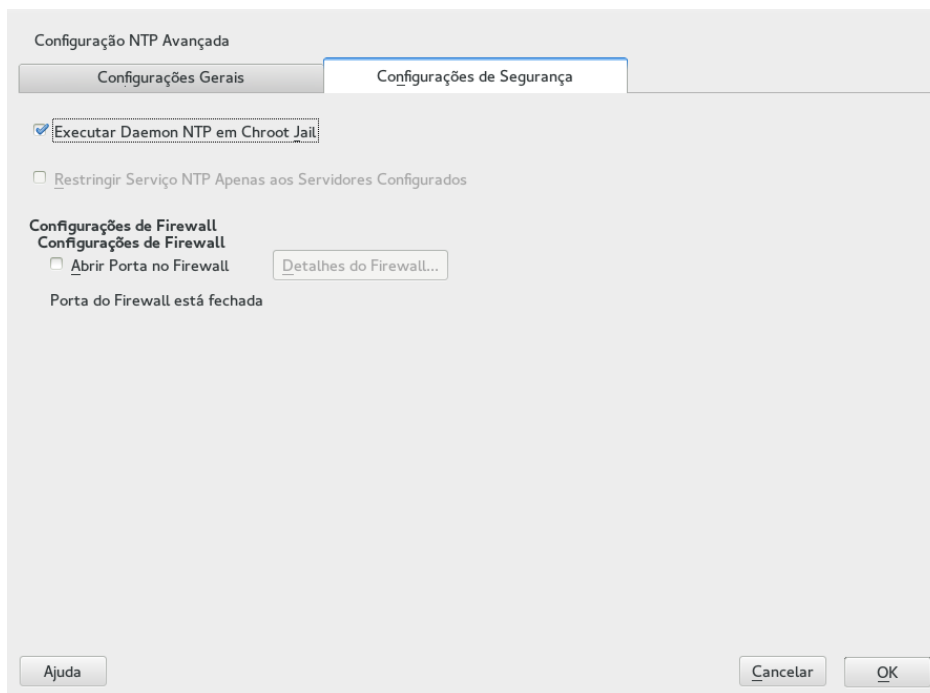 Configuração NTP Avançada
Configurações Gerais
Configurações de Segurança
Executar Daemon NTP em Chroot Jail
Restringir Serviço NTP Apenas aos Servidores Configurados
Configurações de Firewall
Configurações de Firewall
Abrir Porta no Firewall
Detalhes do Firewall...
Porta do Firewall está fechada
Ajuda
Cancelar
OK